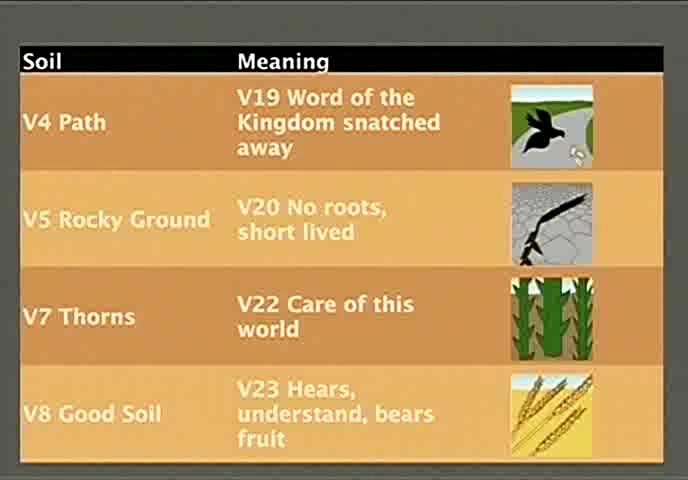 Soil Meaning
V4 Path
V19 Word of the
Kingdom snatched
away
V5 Rocky Ground
V20 No roots,
short lived
V7 Thorns
V22 Care of this
world
V8 Good Soil
V23 Hears,
understand, bears
fruit